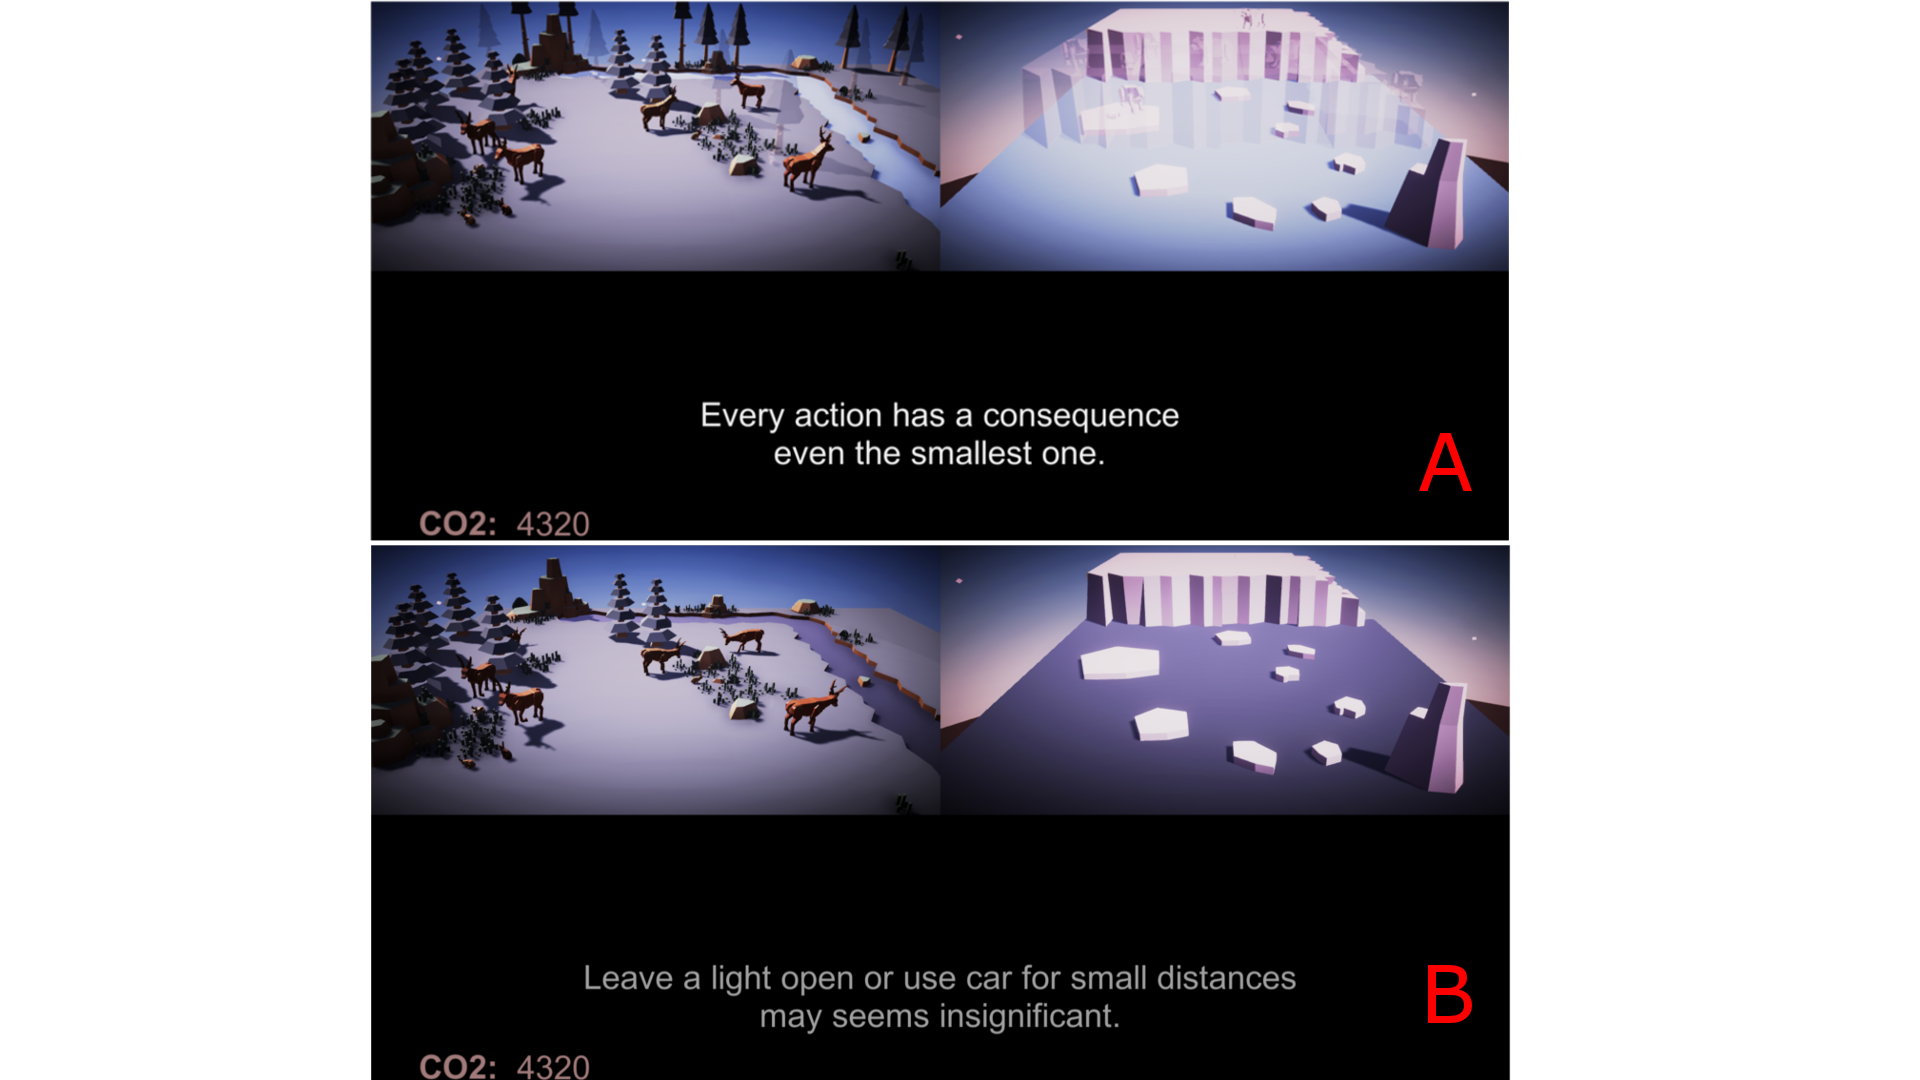 Every action has a consequence
even the smallest one.
A
CO2: 4320
Leave a light open or use car for small distances
may seems insignificant.
B
CO2: 4320